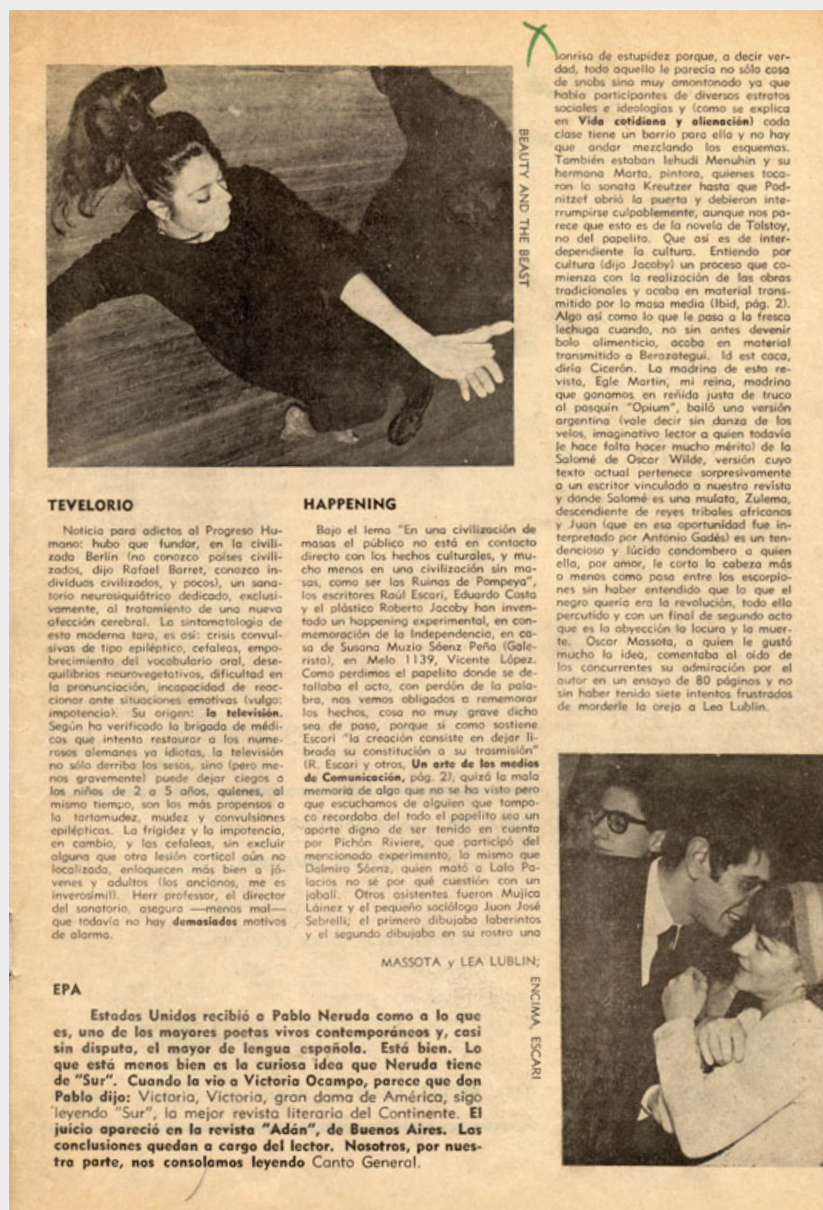 BEAUTY AND THE BEAST
TEVELORIO
Noticia para adictos al Progreso Hu-
mano: hubo que fundar, en la civili-
zada Berlín (no conozco países civili-
zados, dijo Rafael Barret, conozco in-
dividuos civilizados, y pocos), un sana-
torio neurosiquiátrico dedicado, exclusi-
vamente, al tratamiento de una nueva
afección cerebral. La sintomatología de
esta moderna tara, es así: crisis convul-
sivas de tipo epiléptico, cefaleas, empo-
brecimiento del vocabulario oral, dese-
quilibrios neurovegetativos, dificultad en
la pronunciación, incapacidad de reac-
cionar ante situaciones emotivas (vulgo:
impotencia). Su origen: la televisión.
Según ha verificado la brigada de médi-
cos que intenta restaurar a los nume-
rosos alemanes ya idiotas, la televisión
no sólo derriba los sesos, sino (pero me-
nos gravemente) puede dejar ciegos a
los niños de 2 a 5 años, quienes, al
mismo tiempo, son los más propensos a
la tartamudez, mudez y convulsiones
epilépticas. La frigidez y la impotencia,
en cambio, y las cefaleas, sin excluir
alguna que otra lesión cortical aún no
localizada, enloquecen más bien a jó-
venes y adultos (los ancianos, me es
inverosímil). Herr professor, el director
del sanatorio, asegura —menos mal—
que todavía no hay demasiados motivos
de alarma.
HAPPENING
Bajo el lema "En una civilización de
masas el público no está en contacto
directo con los hechos culturales, y mu-
cho menos en una civilización sin ma-
sas, como ser las Ruinas de Pompeya",
los escritores Raúl Escari, Eduardo Costa
y el plástico Roberto Jacoby han inven-
tado un happening experimental, en con-
memoración de la Independencia, en ca-
sa de Susana Muzio Sáenz Peña (Gale-
rista), en Melo 1139, Vicente López.
Como perdimos el papelito donde se de-
tallaba el acto, con perdón de la pala-
bra, nos vemos obligados a rememorar
los hechos, cosa no muy grave dicho
sea de paso, porque si como sostiene
Escari "la creación consiste en dejar li-
brada su constitución a su trasmisión"
(R. Escari y otros, Un arte de los medios
de Comunicación, pág. 2), quizá la mala
memoria de algo que no se ha visto pero
que escuchamos de alguien que tampo-
co recordaba del todo el papelito sea un
aporte digno de ser tenido en cuenta
por Pichón Riviere, que participó del
mencionado experimento, lo mismo que
Dalmiro Sáenz, quien mató a Lalo Pa-
lacios no sé por qué cuestión con un
jabalí. Otros asistentes fueron Mujica
Láinez y el pequeño sociólogo Juan José
Sebrelli; el primero dibujaba laberintos
y el segundo dibujaba en su rostro una
sonrisa de estupidez porque, a decir ver-
dad, todo aquello le parecía no sólo cosa
de snobs sino muy amontonado ya que
había participantes de diversos estratos
sociales e ideologías y (como se explica
en Vida cotidiana y alienación) cada
clase tiene un barrio para ella y no hay
que andar mezclando los esquemas.
También estaban Iehudi Menuhin y su
hermana Marta, pintora, quienes toca-
ron la sonata Kreutzer hasta que Pod-
nitzef abrió la puerta y debieron inte-
rrumpirse culpablemente, aunque nos pa-
rece que esto es de la novela de Tolstoy,
no del papelito. Que así es de inter-
dependiente la cultura. Entiendo por
cultura (dijo Jacoby) un proceso que co-
mienza con la realización de las obras
tradicionales y acaba en material trans-
mitido por la masa media (Ibid, pág. 2).
Algo así como lo que le pasa a la fresca
lechuga cuando, no sin antes devenir
bolo alimenticio, acaba en material
transmitido a Berazategui. Id est caca,
diría Cicerón. La madrina de esta re-
vista, Egle Martin, mi reina, madrina
que ganamos en reñida justa de truco
al pasquín "Opium", bailó una versión
argentina (vale decir sin danza de los
velos, imaginativo lector a quien todavía
le hace falta hacer mucho mérito) de la
Salomé de Oscar Wilde, versión cuyo
texto actual pertenece sorpresivamente
a un escritor vinculado a nuestra revista
y donde Salomé es una mulata, Zulema,
descendiente de reyes tribales africanos
y Juan (que en esa oportunidad fue in-
terpretado por Antonio Gadés) es un ten-
dencioso y lúcido candombero a quien
ella, por amor, le corta la cabeza más
o menos como pasa entre los escorpio-
nes sin haber entendido que lo que el
negro quería era la revolución, todo ello
percutido y con un final de segundo acto
que es la abyección la locura y la muer-
te. Oscar Massota, a quien le gustó
mucho la idea, comentaba al oído de
los concurrentes su admiración por el
autor en un ensayo de 80 páginas y no
sin haber tenido siete intentos frustrados
de morderle la oreja a Lea Lublin.
MASSOTA y LEA LUBLIN;
ENCIMA, ESCARI
EPA
Estados Unidos recibió a Pablo Neruda como a lo que
es, uno de los mayores poetas vivos contemporáneos y, casi
sin disputa, el mayor de lengua española. Está bien. Lo
que está menos bien es la curiosa idea que Neruda tiene
de "Sur". Cuando la vio a Victoria Ocampo, parece que don
Pablo dijo: Victoria, Victoria, gran dama de América, sigo
leyendo "Sur", la mejor revista literaria del Continente. El
juicio apareció en la revista "Adán", de Buenos Aires. Las
conclusiones quedan a cargo del lector. Nosotros, por nues-
tra parte, nos consolamos leyendo Canto General.